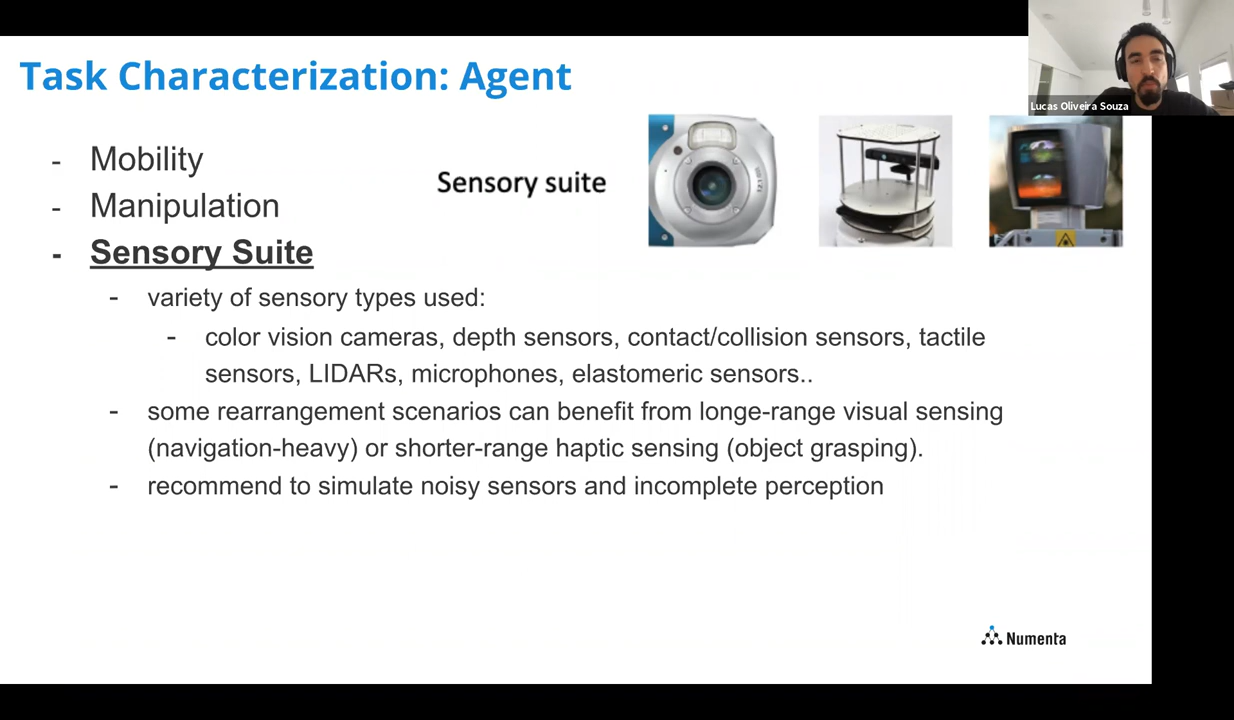 Task Characterization: Agent
Lucas Oliveira Souza
- Mobility
Sensory suite
- Manipulation
- Sensory Suite
- variety of sensory types used:
- color vision cameras, depth sensors, contact/collision sensors, tactile
sensors, LIDARs, microphones, elastomeric sensors..
- some rearrangement scenarios can benefit from longe-range visual sensing
(navigation-heavy) or shorter-range haptic sensing (object grasping).
- recommend to simulate noisy sensors and incomplete perception
Numenta